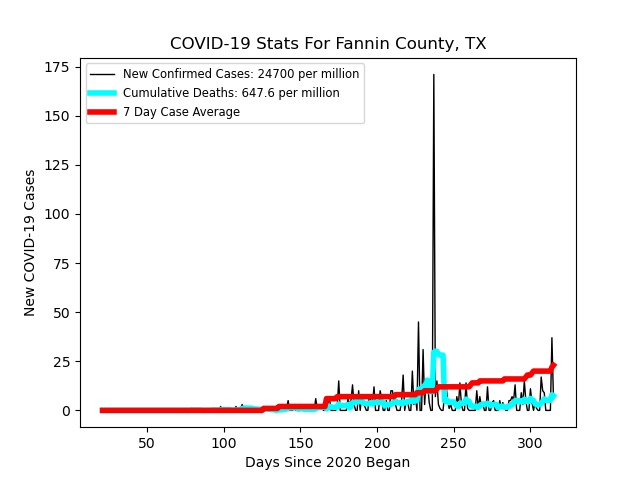 COVID-19 Stats For Fannin County, TX
New Confirmed Cases: 24700 per million
Cumulative Deaths: 647.6 per million
7 Day Case Average
175
150
125
100
75
50
25
0
New COVID-19 Cases
50 100 150 200 250 300
Days Since 2020 Began